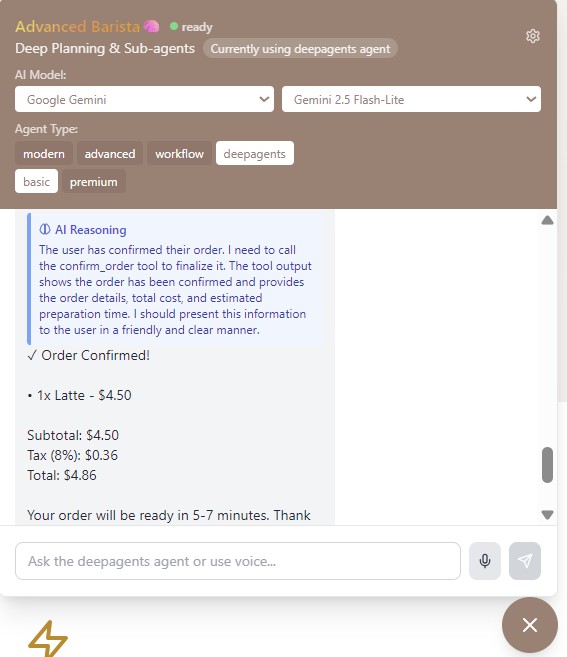 Advanced Barista ready
Deep Planning & Sub-agents Currently using deepagents agent
AI Model:
Google Gemini Gemini 2.5 Flash-Lite
Agent Type:
modern advanced workflow deepagents
basic premium
AI Reasoning
The user has confirmed their order. I need to call
the confirm_order tool to finalize it. The tool output
shows the order has been confirmed and provides
the order details, total cost, and estimated
preparation time. I should present this information
to the user in a friendly and clear manner.
✓ Order Confirmed!
• 1x Latte - $4.50
Subtotal: $4.50
Tax (8%): $0.36
Total: $4.86
Your order will be ready in 5-7 minutes. Thank
Ask the deepagents agent or use voice...